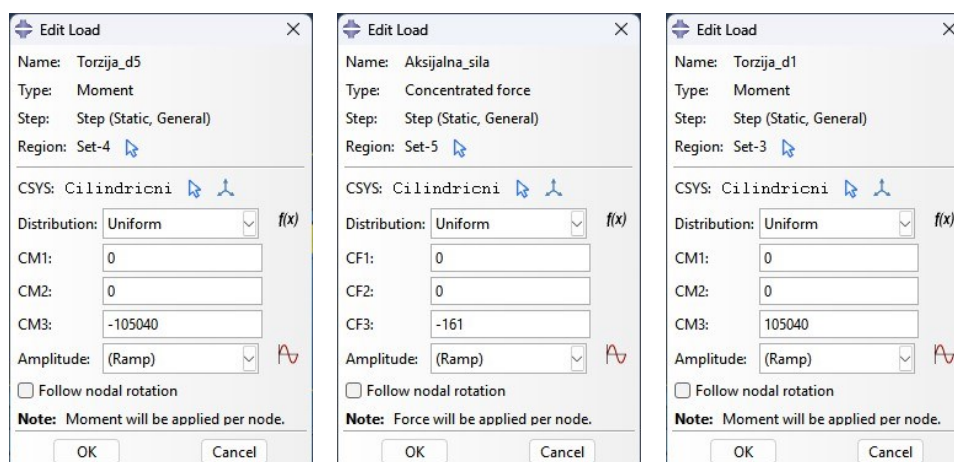 Edit Load
Name: Torzija_d5
Type: Moment
Step: Step (Static, General)
Region: Set-4
CSYS: Cilindricni
Distribution: Uniform f(x)
CM1: 0
CM2: 0
CM3: -105040
Amplitude: (Ramp)
Follow nodal rotation
Note: Moment will be applied per node.
OK Cancel
Edit Load
Name: Aksijalna_sila
Type: Concentrated force
Step: Step (Static, General)
Region: Set-5
CSYS: Cilindricni
Distribution: Uniform f(x)
CF1: 0
CF2: 0
CF3: -161
Amplitude: (Ramp)
Follow nodal rotation
Note: Force will be applied per node.
OK Cancel
Edit Load
Name: Torzija_d1
Type: Moment
Step: Step (Static, General)
Region: Set-3
CSYS: Cilindricni
Distribution: Uniform f(x)
CM1: 0
CM2: 0
CM3: 105040
Amplitude: (Ramp)
Follow nodal rotation
Note: Moment will be applied per node.
OK Cancel